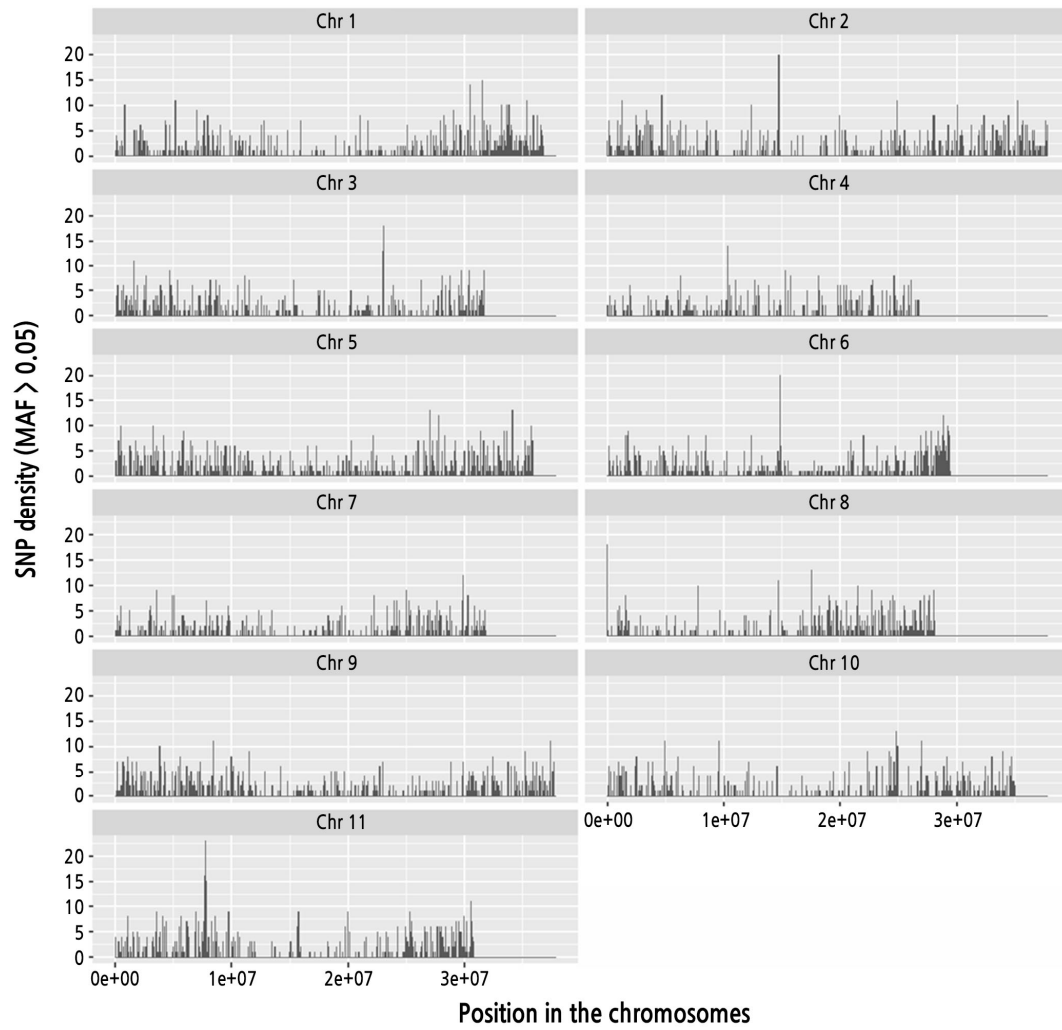 Chr 1
Chr 2
20
15
10
5
0
Chr 3
Chr 4
20
15
10
5
0
Chr 5
Chr 6
20
15
10
5
0
Chr 7
Chr 8
20
15
10
5
0
Chr 9
Chr 10
20
15
10
5
0
0e+00 1e+07 2e+07 3e+07
Chr 11
20
15
10
5
0
0e+00 1e+07 2e+07 3e+07
SNP density (MAF > 0.05)
Position in the chromosomes